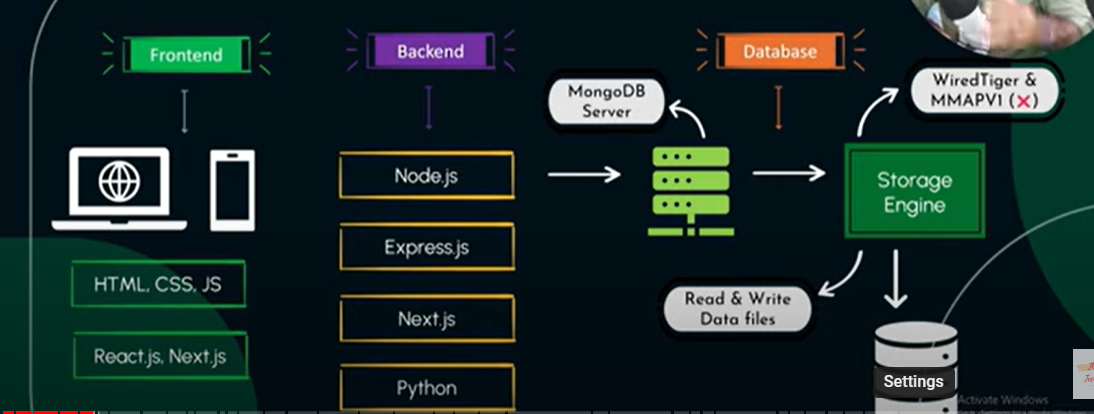 Frontend
Backend
Database
MongoDB
Server
WiredTiger &
MMAPV1 (❌)
Node.js
Storage
Engine
Express.js
HTML, CSS, JS
Read & Write
Data files
Next.js
React.js, Next.js
Python
Settings
Activate Windows